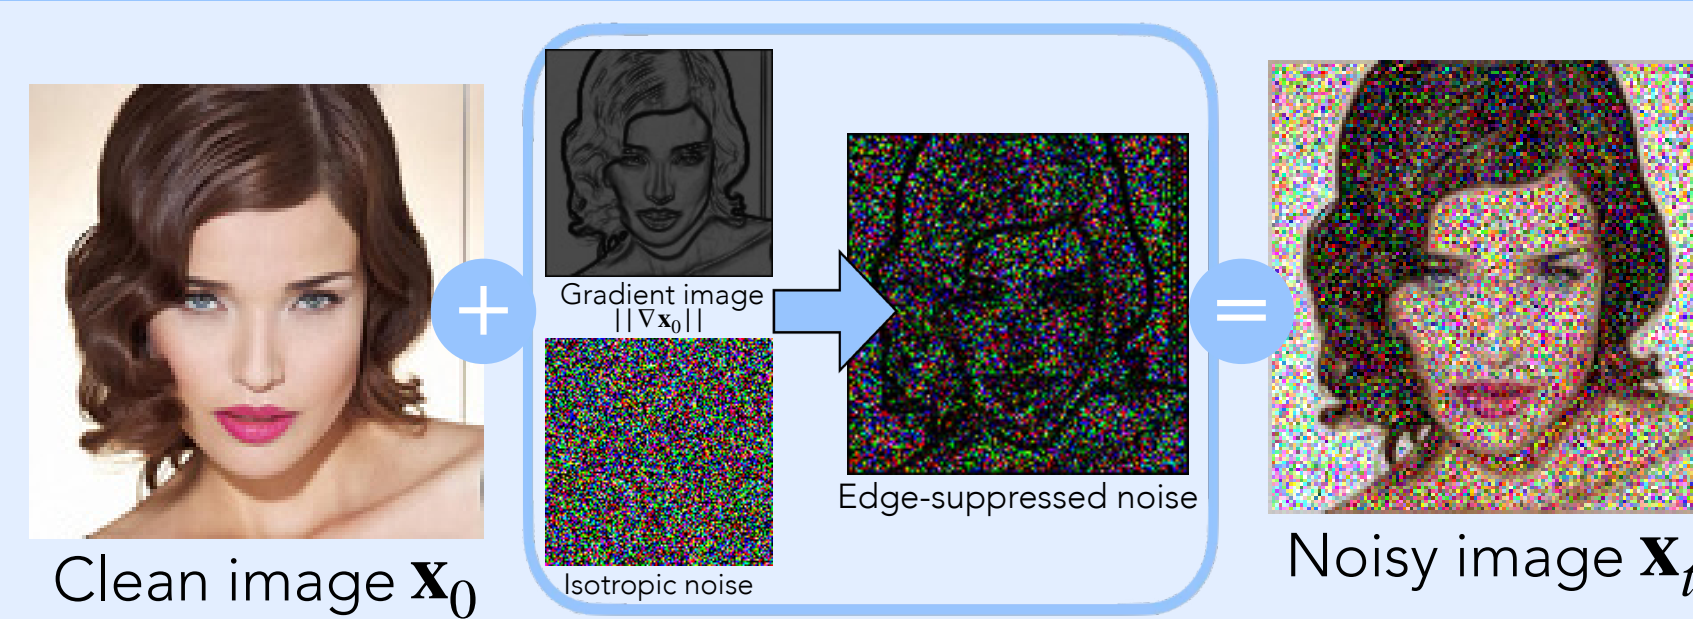 Clean image 𝐱₀
+
Gradient image
||∇𝐱₀||
Isotropic noise
Edge-suppressed noise
=
Noisy image 𝐱ₜ